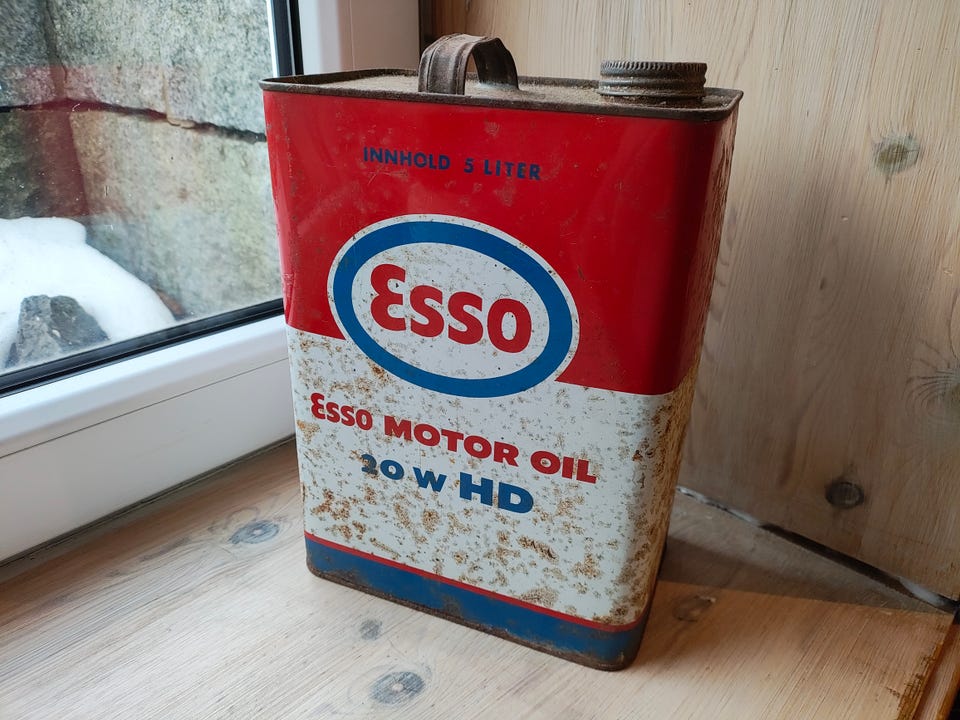 INNHOLD 5 LITER
Esso
Esso MOTOR OIL
20 W HD